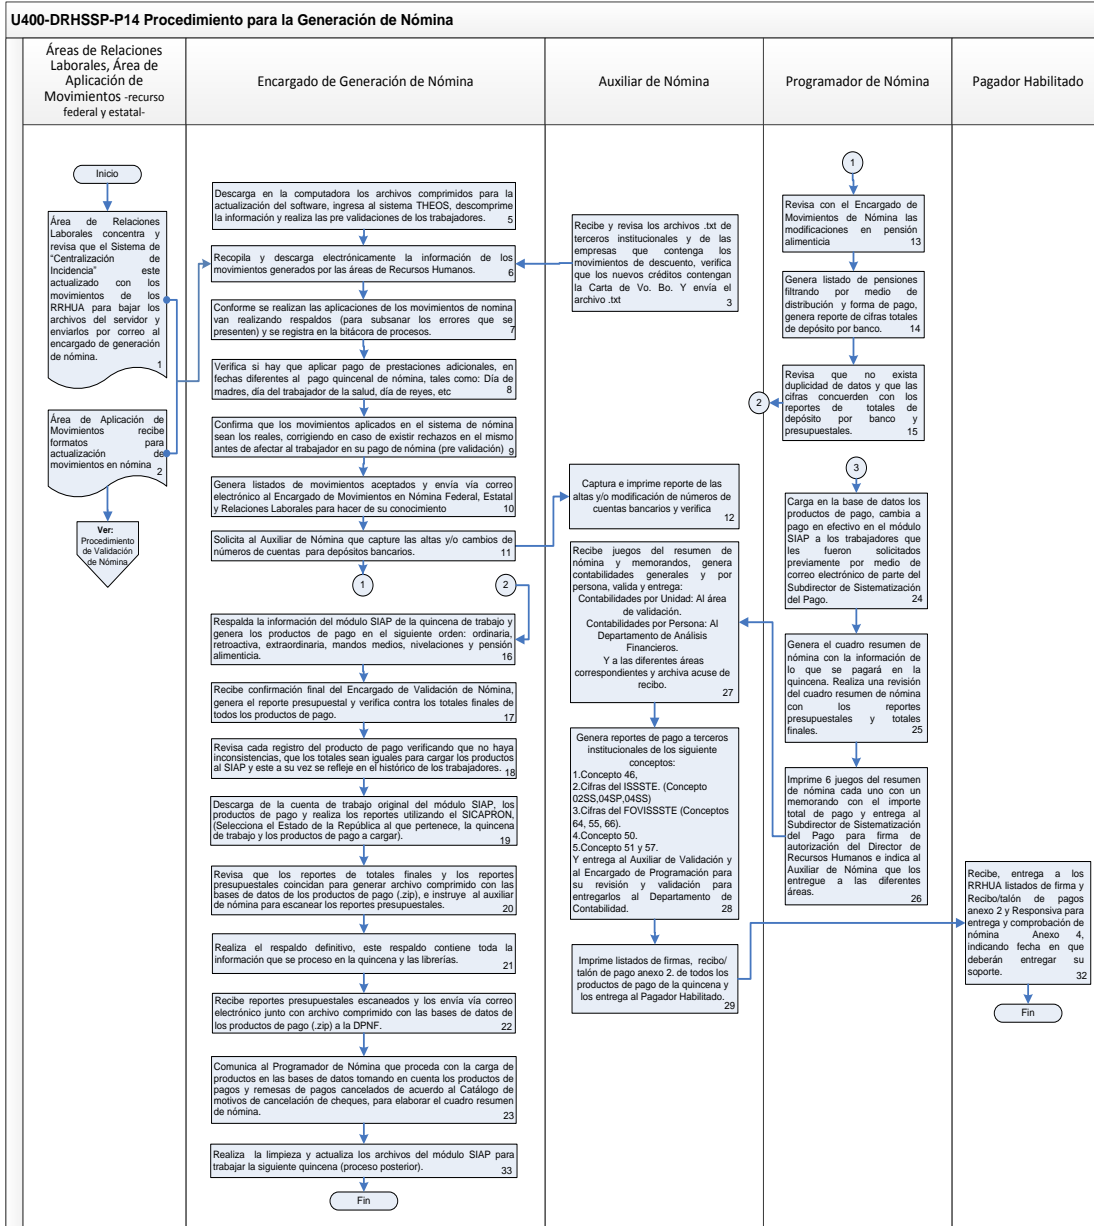 U400-DRHSSP-P14 Procedimiento para la Generación de Nómina
Áreas de Relaciones
Laborales, Área de
Aplicación de
Movimientos -recurso
federal y estatal-
Encargado de Generación de Nómina
Auxiliar de Nómina
Programador de Nómina
Pagador Habilitado
Inicio
Área de Relaciones
Laborales concentra y
revisa que el Sistema de
“Centralización de
Incidencia” este
actualizado con los
movimientos de los
RRHUA para bajar los
archivos del servidor y
enviarlos por correo al
encargado de generación
de nómina.
1
Área de Aplicación de
Movimientos recibe
formatos para
actualización de
movimientos en nómina
2
Ver:
Procedimiento
de Validación
de Nómina
Descarga en la computadora los archivos comprimidos para la
actualización del software, ingresa al sistema THEOS, descomprime
la información y realiza las pre validaciones de los trabajadores.
5
Recopila y descarga electrónicamente la información de los
movimientos generados por las áreas de Recursos Humanos.
6
Conforme se realizan las aplicaciones de los movimientos de nomina
van realizando respaldos (para subsanar los errores que se
presenten) y se registra en la bitácora de procesos.
7
Verifica si hay que aplicar pago de prestaciones adicionales, en
fechas diferentes al pago quincenal de nómina, tales como: Día de
madres, día del trabajador de la salud, día de reyes, etc
8
Confirma que los movimientos aplicados en el sistema de nómina
sean los reales, corrigiendo en caso de existir rechazos en el mismo
antes de afectar al trabajador en su pago de nómina (pre validación)
9
Genera listados de movimientos aceptados y envía vía correo
electrónico al Encargado de Movimientos en Nómina Federal, Estatal
y Relaciones Laborales para hacer de su conocimiento
10
Solicita al Auxiliar de Nómina que capture las altas y/o cambios de
números de cuentas para depósitos bancarios.
11
1
2
Respalda la información del módulo SIAP de la quincena de trabajo y
genera los productos de pago en el siguiente orden: ordinaria,
retroactiva, extraordinaria, mandos medios, nivelaciones y pensión
alimenticia.
16
Recibe confirmación final del Encargado de Validación de Nómina,
genera el reporte presupuestal y verifica contra los totales finales de
todos los productos de pago.
17
Revisa cada registro del producto de pago verificando que no haya
inconsistencias, que los totales sean iguales para cargar los productos
al SIAP y este a su vez se refleje en el histórico de los trabajadores.
18
Descarga de la cuenta de trabajo original del módulo SIAP, los
productos de pago y realiza los reportes utilizando el SICAPRON,
(Selecciona el Estado de la República al que pertenece, la quincena
de trabajo y los productos de pago a cargar).
19
Revisa que los reportes de totales finales y los reportes
presupuestales coincidan para generar archivo comprimido con las
bases de datos de los productos de pago (.zip), e instruye al auxiliar
de nómina para escanear los reportes presupuestales.
20
Realiza el respaldo definitivo, este respaldo contiene toda la
información que se proceso en la quincena y las librerías.
21
Recibe reportes presupuestales escaneados y los envía vía correo
electrónico junto con archivo comprimido con las bases de datos de
los productos de pago (.zip) a la DPNF.
22
Comunica al Programador de Nómina que proceda con la carga de
productos en las bases de datos tomando en cuenta los productos de
pagos y remesas de pagos cancelados de acuerdo al Catálogo de
motivos de cancelación de cheques, para elaborar el cuadro resumen
de nómina.
23
Realiza la limpieza y actualiza los archivos del módulo SIAP para
trabajar la siguiente quincena (proceso posterior).
33
Fin
Recibe y revisa los archivos .txt de
terceros institucionales y de las
empresas que contenga los
movimientos de descuento, verifica
que los nuevos créditos contengan
la Carta de Vo. Bo. Y envía el
archivo .txt
3
Captura e imprime reporte de las
altas y/o modificación de números de
cuentas bancarios y verifica
12
Recibe juegos del resumen de
nómina y memorandos, genera
contabilidades generales y por
persona, valida y entrega:
Contabilidades por Unidad: Al área
de validación.
Contabilidades por Persona: Al
Departamento de Análisis
Financieros.
Y a las diferentes áreas
correspondientes y archiva acuse de
recibo.
27
Genera reportes de pago a terceros
institucionales de los siguiente
conceptos:
1.Concepto 46,
2.Cifras del ISSSTE. (Concepto
02SS,04SP,04SS)
3.Cifras del FOVISSSTE (Conceptos
64, 55, 66).
4.Concepto 50.
5.Concepto 51 y 57.
Y entrega al Auxiliar de Validación y
al Encargado de Programación para
su revisión y validación para
entregarlos al Departamento de
Contabilidad.
28
Imprime listados de firmas, recibo/
talón de pago anexo 2. de todos los
productos de pago de la quincena y
los entrega al Pagador Habilitado.
29
1
Revisa con el Encargado de
Movimientos de Nómina las
modificaciones en pensión
alimenticia
13
Genera listado de pensiones
filtrando por medio de
distribución y forma de pago,
genera reporte de cifras totales
de depósito por banco.
14
Revisa que no exista
duplicidad de datos y que las
cifras concuerden con los
reportes de totales de
depósito por banco y
presupuestales.
15
2
3
Carga en la base de datos los
productos de pago, cambia a
pago en efectivo en el módulo
SIAP a los trabajadores que
les fueron solicitados
previamente por medio de
correo electrónico de parte del
Subdirector de Sistematización
del Pago.
24
Genera el cuadro resumen de
nómina con la información de
lo que se pagará en la
quincena. Realiza una revisión
del cuadro resumen de nómina
con los reportes
presupuestales y totales
finales.
25
Imprime 6 juegos del resumen
de nómina cada uno con un
memorando con el importe
total de pago y entrega al
Subdirector de Sistematización
del Pago para firma de
autorización del Director de
Recursos Humanos e indica al
Auxiliar de Nómina que los
entregue a las diferentes
áreas.
26
Recibe, entrega a los
RRHUA listados de firma y
Recibo/talón de pagos
anexo 2 y Responsiva para
entrega y comprobación de
nómina Anexo 4,
indicando fecha en que
deberán entregar su
soporte.
32
Fin